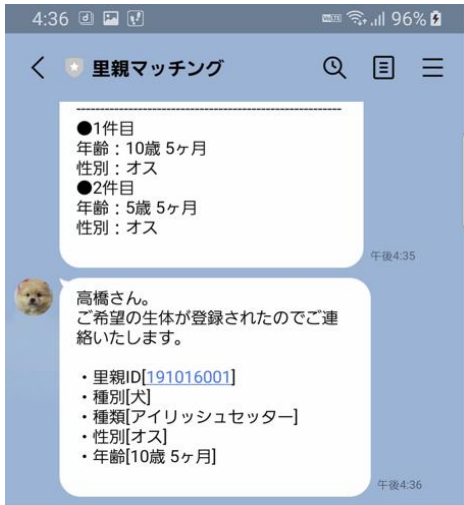 4:36
96%
里親マッチング
●1件目
年齢：10歳 5ヶ月
性別：オス
●2件目
年齢：5歳 5ヶ月
性別：オス
午後4:35
高橋さん。
ご希望の生体が登録されたのでご連
絡いたします。
・里親ID[191016001]
・種別[犬]
・種類[アイリッシュセッター]
・性別[オス]
・年齢[10歳 5ヶ月]
午後4:36